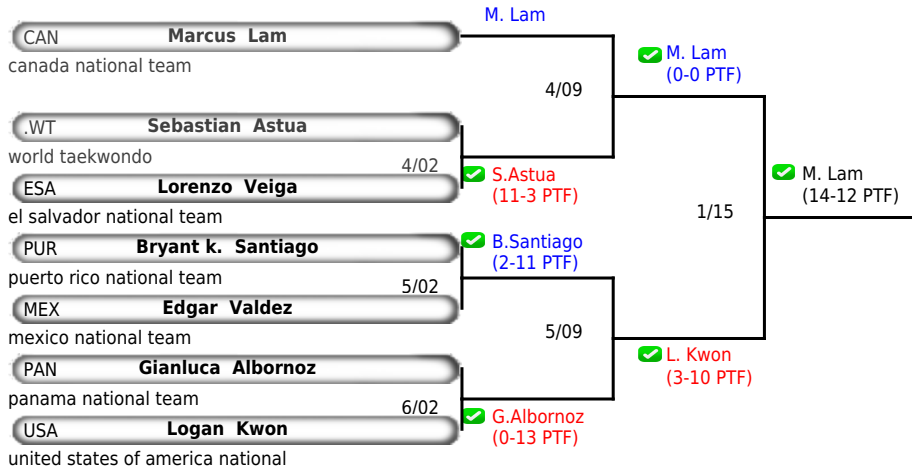 M. Lam
CAN Marcus Lam
canada national team
M. Lam
(0-0 PTF)
4/09
.WT Sebastian Astua
world taekwondo
4/02
S.Astua
(11-3 PTF)
ESA Lorenzo Veiga
el salvador national team
M. Lam
(14-12 PTF)
1/15
PUR Bryant k. Santiago
puerto rico national team
B.Santiago
(2-11 PTF)
5/02
MEX Edgar Valdez
mexico national team
5/09
L. Kwon
(3-10 PTF)
PAN Gianluca Albornoz
panama national team
6/02
G.Albornoz
(0-13 PTF)
USA Logan Kwon
united states of america national